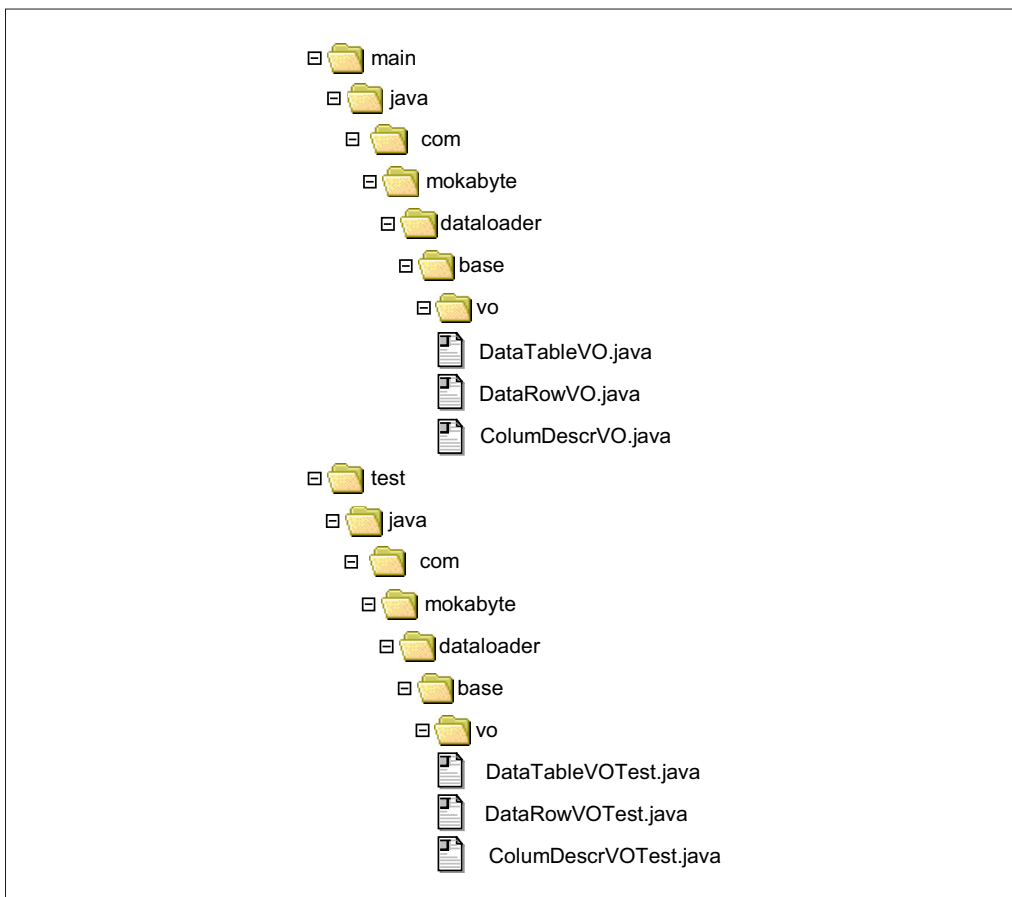 main
java
com
mokabyte
dataloader
base
vo
DataTableVO.java
DataRowVO.java
ColumDescrVO.java
test
java
com
mokabyte
dataloader
base
vo
DataTableVOTest.java
DataRowVOTest.java
ColumDescrVOTest.java